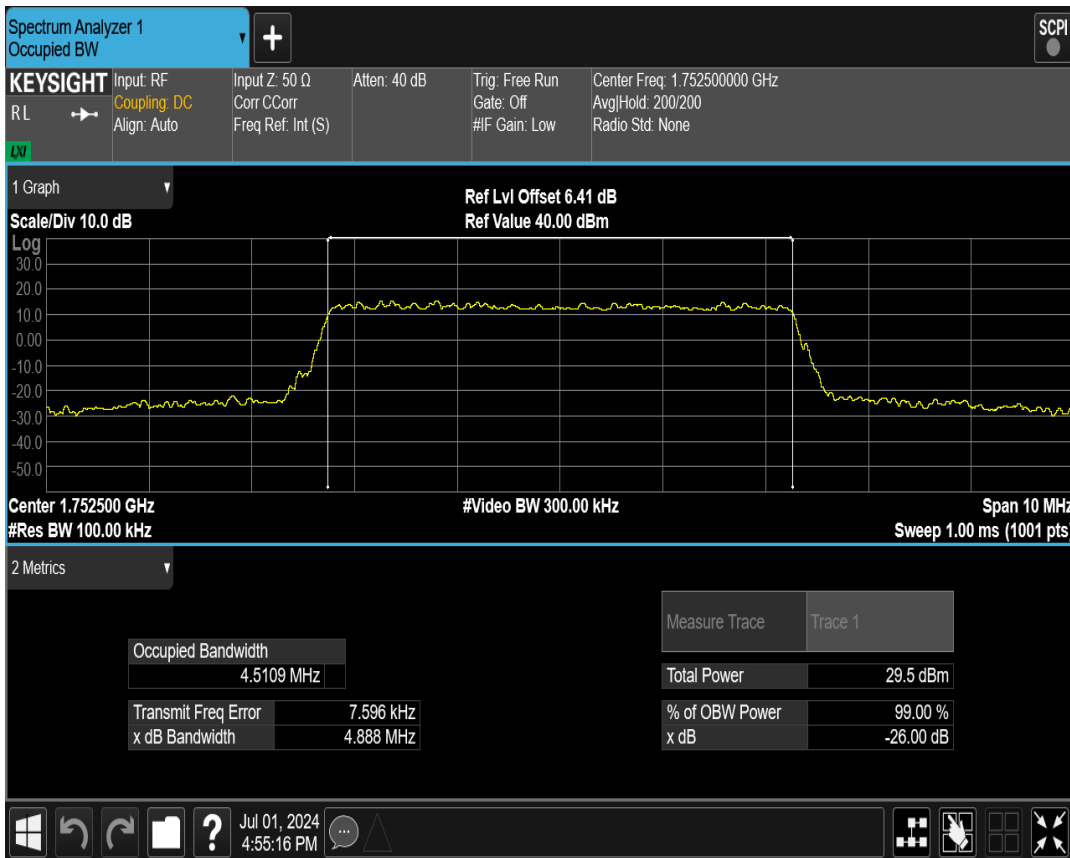 Spectrum Analyzer 1
Occupied BW
+
SCPI
KEYSIGHT
R L
LXI
Input: RF
Coupling: DC
Align: Auto
Input Z: 50 Ω
Corr CCorr
Freq Ref: Int (S)
Atten: 40 dB
Trig: Free Run
Gate: Off
#IF Gain: Low
Center Freq: 1.752500000 GHz
Avg|Hold: 200/200
Radio Std: None
1 Graph
Scale/Div 10.0 dB
Ref Lvl Offset 6.41 dB
Ref Value 40.00 dBm
Log
30.0
20.0
10.0
0.00
-10.0
-20.0
-30.0
-40.0
-50.0
Center 1.752500 GHz
#Res BW 100.00 kHz
#Video BW 300.00 kHz
Span 10 MHz
Sweep 1.00 ms (1001 pts)
2 Metrics
Measure Trace Trace 1
Occupied Bandwidth
4.5109 MHz
Total Power 29.5 dBm
Transmit Freq Error 7.596 kHz
% of OBW Power 99.00 %
x dB Bandwidth 4.888 MHz
x dB -26.00 dB
?
Jul 01, 2024
4:55:16 PM